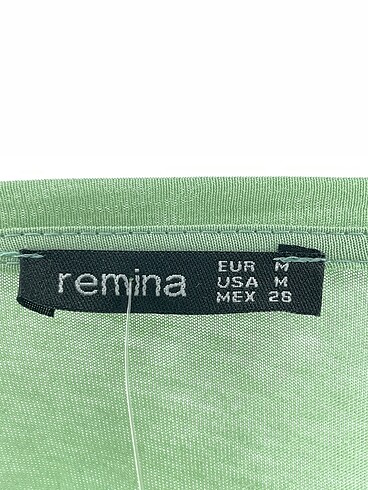 remina
EUR M
USA M
MEX 28